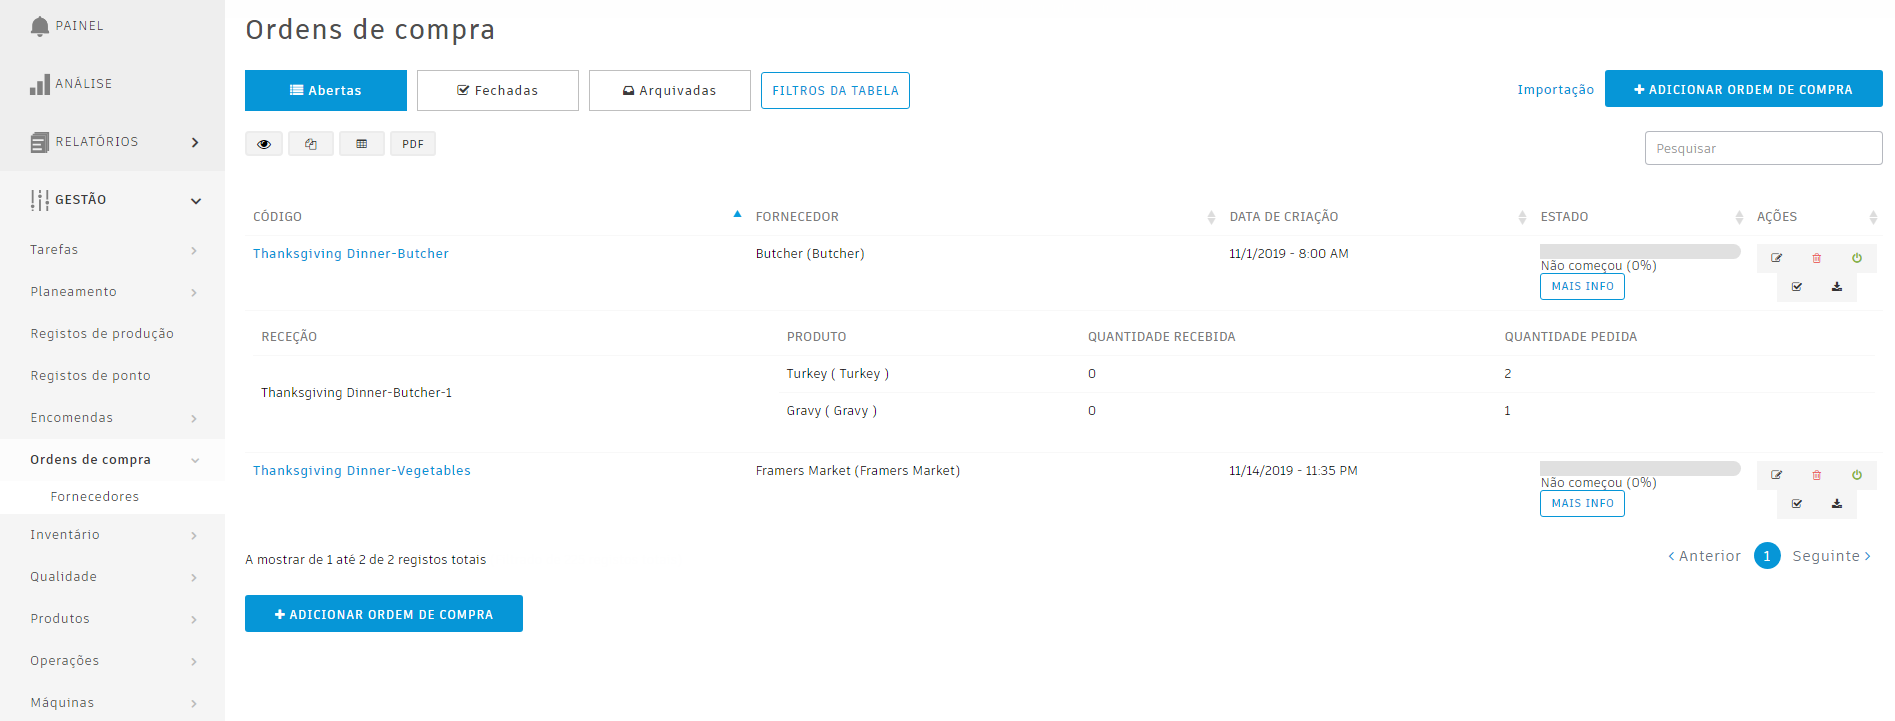 PAINEL
ANÁLISE
RELATÓRIOS
GESTÃO
Tarefas
Planeamento
Registos de produção
Registos de ponto
Encomendas
Ordens de compra
Fornecedores
Inventário
Qualidade
Produtos
Operações
Máquinas
Ordens de compra
Abertas Fechadas Arquivadas FILTROS DA TABELA Importação ADICIONAR ORDEM DE COMPRA
PDF Pesquisar
CÓDIGO FORNECEDOR DATA DE CRIAÇÃO ESTADO AÇÕES
Thanksgiving Dinner-Butcher Butcher (Butcher) 11/1/2019 - 8:00 AM
Não começou (0%)
MAIS INFO
RECEÇÃO PRODUTO QUANTIDADE RECEBIDA QUANTIDADE PEDIDA
Thanksgiving Dinner-Butcher-1
Turkey ( Turkey ) 0 2
Gravy ( Gravy ) 0 1
Thanksgiving Dinner-Vegetables Framers Market (Framers Market) 11/14/2019 - 11:35 PM
Não começou (0%)
MAIS INFO
A mostrar de 1 até 2 de 2 registos totais
Anterior 1 Seguinte
ADICIONAR ORDEM DE COMPRA